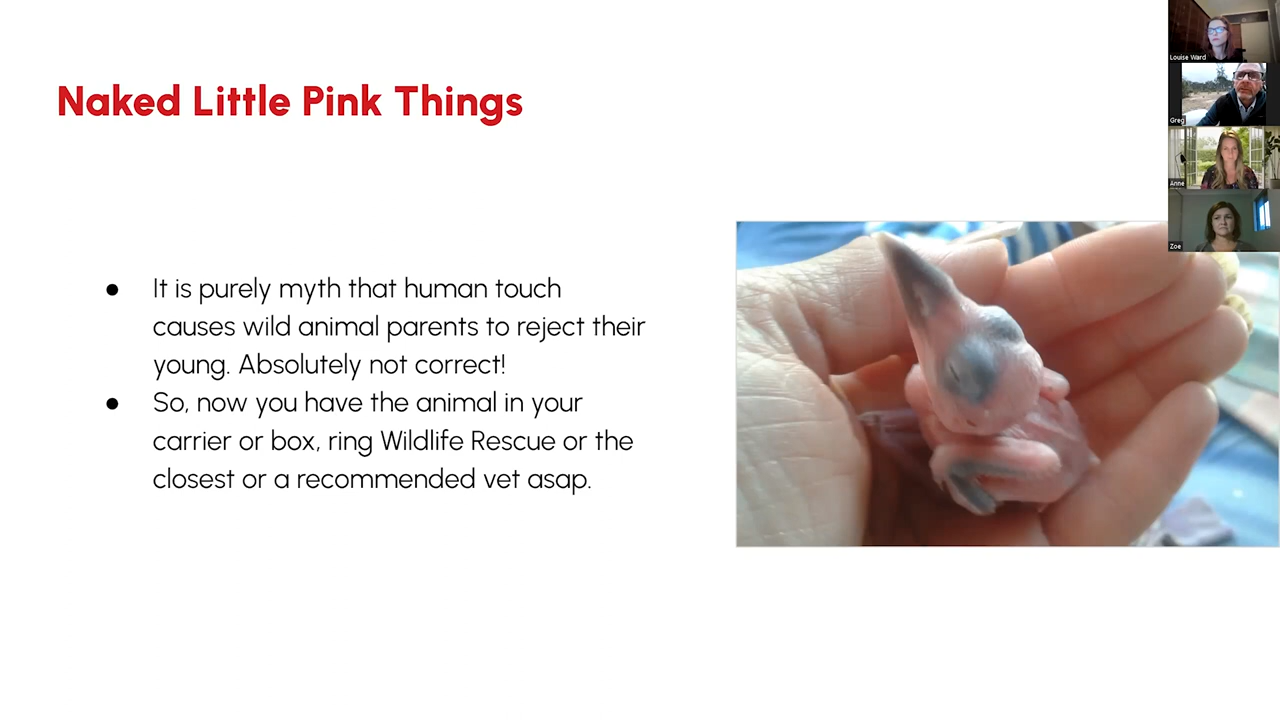 Naked Little Pink Things
● It is purely myth that human touch
causes wild animal parents to reject their
young. Absolutely not correct!
● So, now you have the animal in your
carrier or box, ring Wildlife Rescue or the
closest or a recommended vet asap.
Louise Ward
Greg
Anne
Zoe